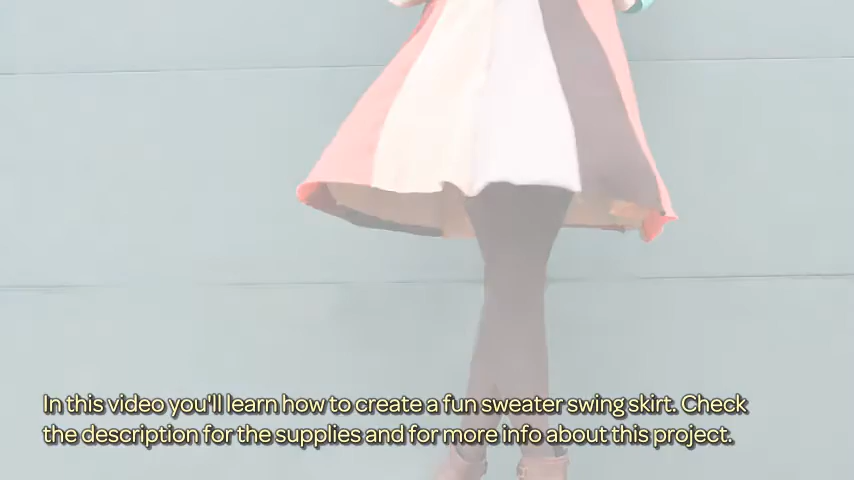 In this video you'll learn how to create a fun sweater swing skirt. Check
the description for the supplies and for more info about this project.